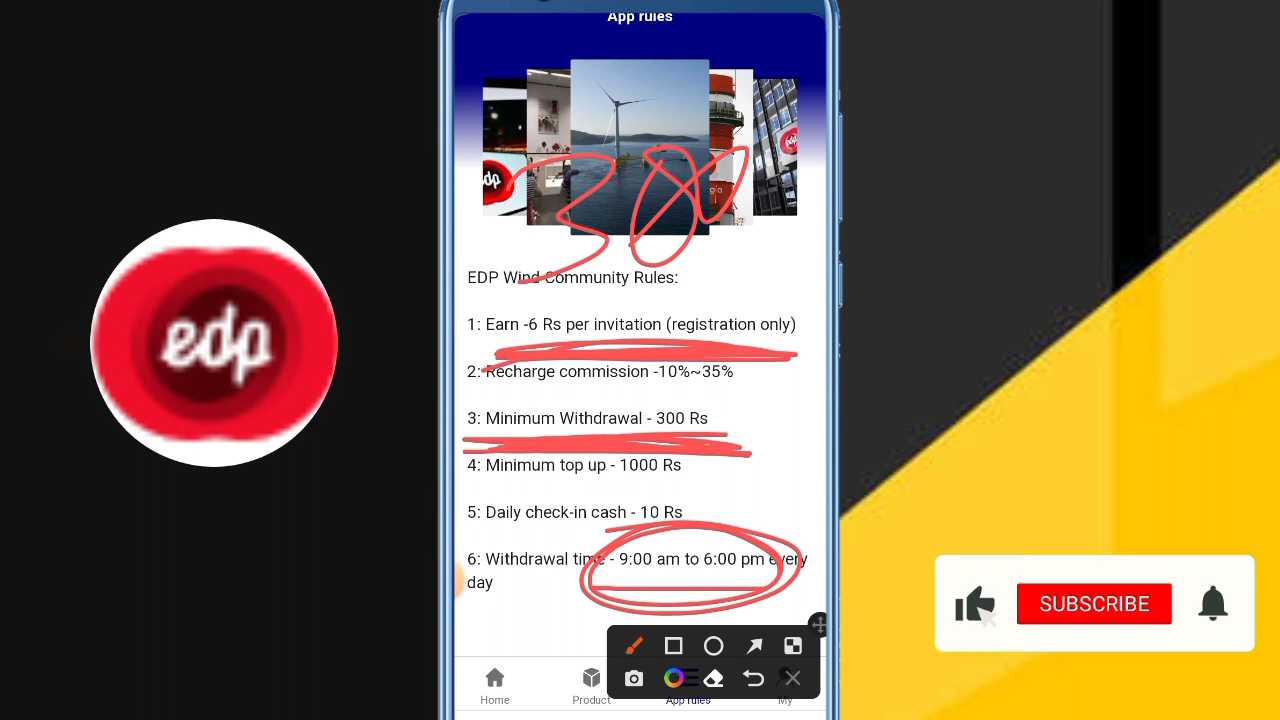 App rules
edp
edp
edp
EDP Wind Community Rules:
1: Earn -6 Rs per invitation (registration only)
2: Recharge commission -10%~35%
3: Minimum Withdrawal - 300 Rs
4: Minimum top up - 1000 Rs
5: Daily check-in cash - 10 Rs
6: Withdrawal time - 9:00 am to 6:00 pm every
day
SUBSCRIBE
Home
Product
App rules
My